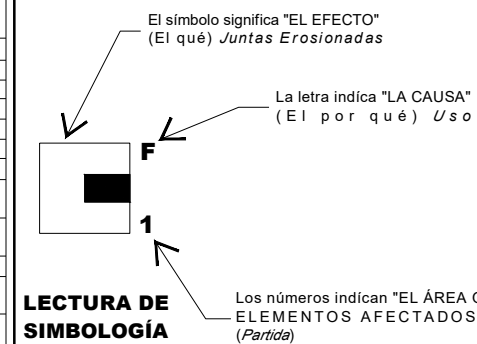 El símbolo significa "EL EFECTO"
(El qué) Juntas Erosionadas
La letra indíca "LA CAUSA"
(El por qué) Uso
F
1
Los números indícan "EL ÁREA
ELEMENTOS AFECTADOS
(Partida)
LECTURA DE
SIMBOLOGÍA